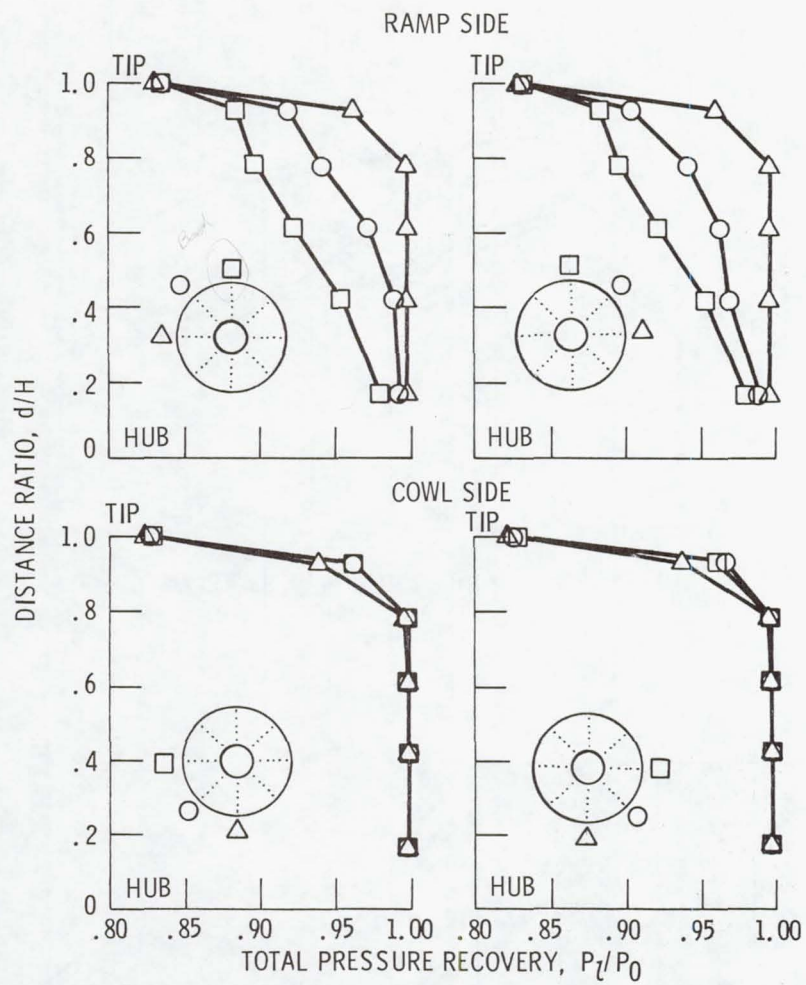 RAMP SIDE
TIP
TIP
1.0
.8
.6
.4
.2
0
HUB
HUB
DISTANCE RATIO, d/H
COWL SIDE
TIP
TIP
1.0
.8
.6
.4
.2
0
HUB
HUB
.80 .85 .90 .95 1.00 .80 .85 .90 .95 1.00
TOTAL PRESSURE RECOVERY, Pl/P0